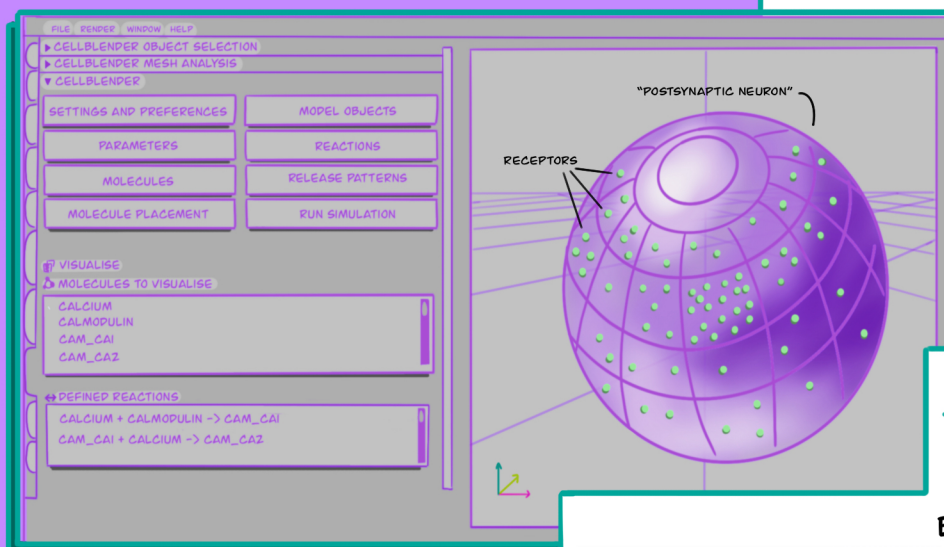 FILE RENDER WINDOW HELP
CELLBLENDER OBJECT SELECTION
CELLBLENDER MESH ANALYSIS
CELLBLENDER
SETTINGS AND PREFERENCES
MODEL OBJECTS
PARAMETERS
REACTIONS
MOLECULES
RELEASE PATTERNS
MOLECULE PLACEMENT
RUN SIMULATION
VISUALISE
MOLECULES TO VISUALISE
CALCIUM
CALMODULIN
CAM_CA1
CAM_CA2
DEFINED REACTIONS
CALCIUM + CALMODULIN -> CAM_CA1
CAM_CA1 + CALCIUM -> CAM_CA2
"POSTSYNAPTIC NEURON"
RECEPTORS